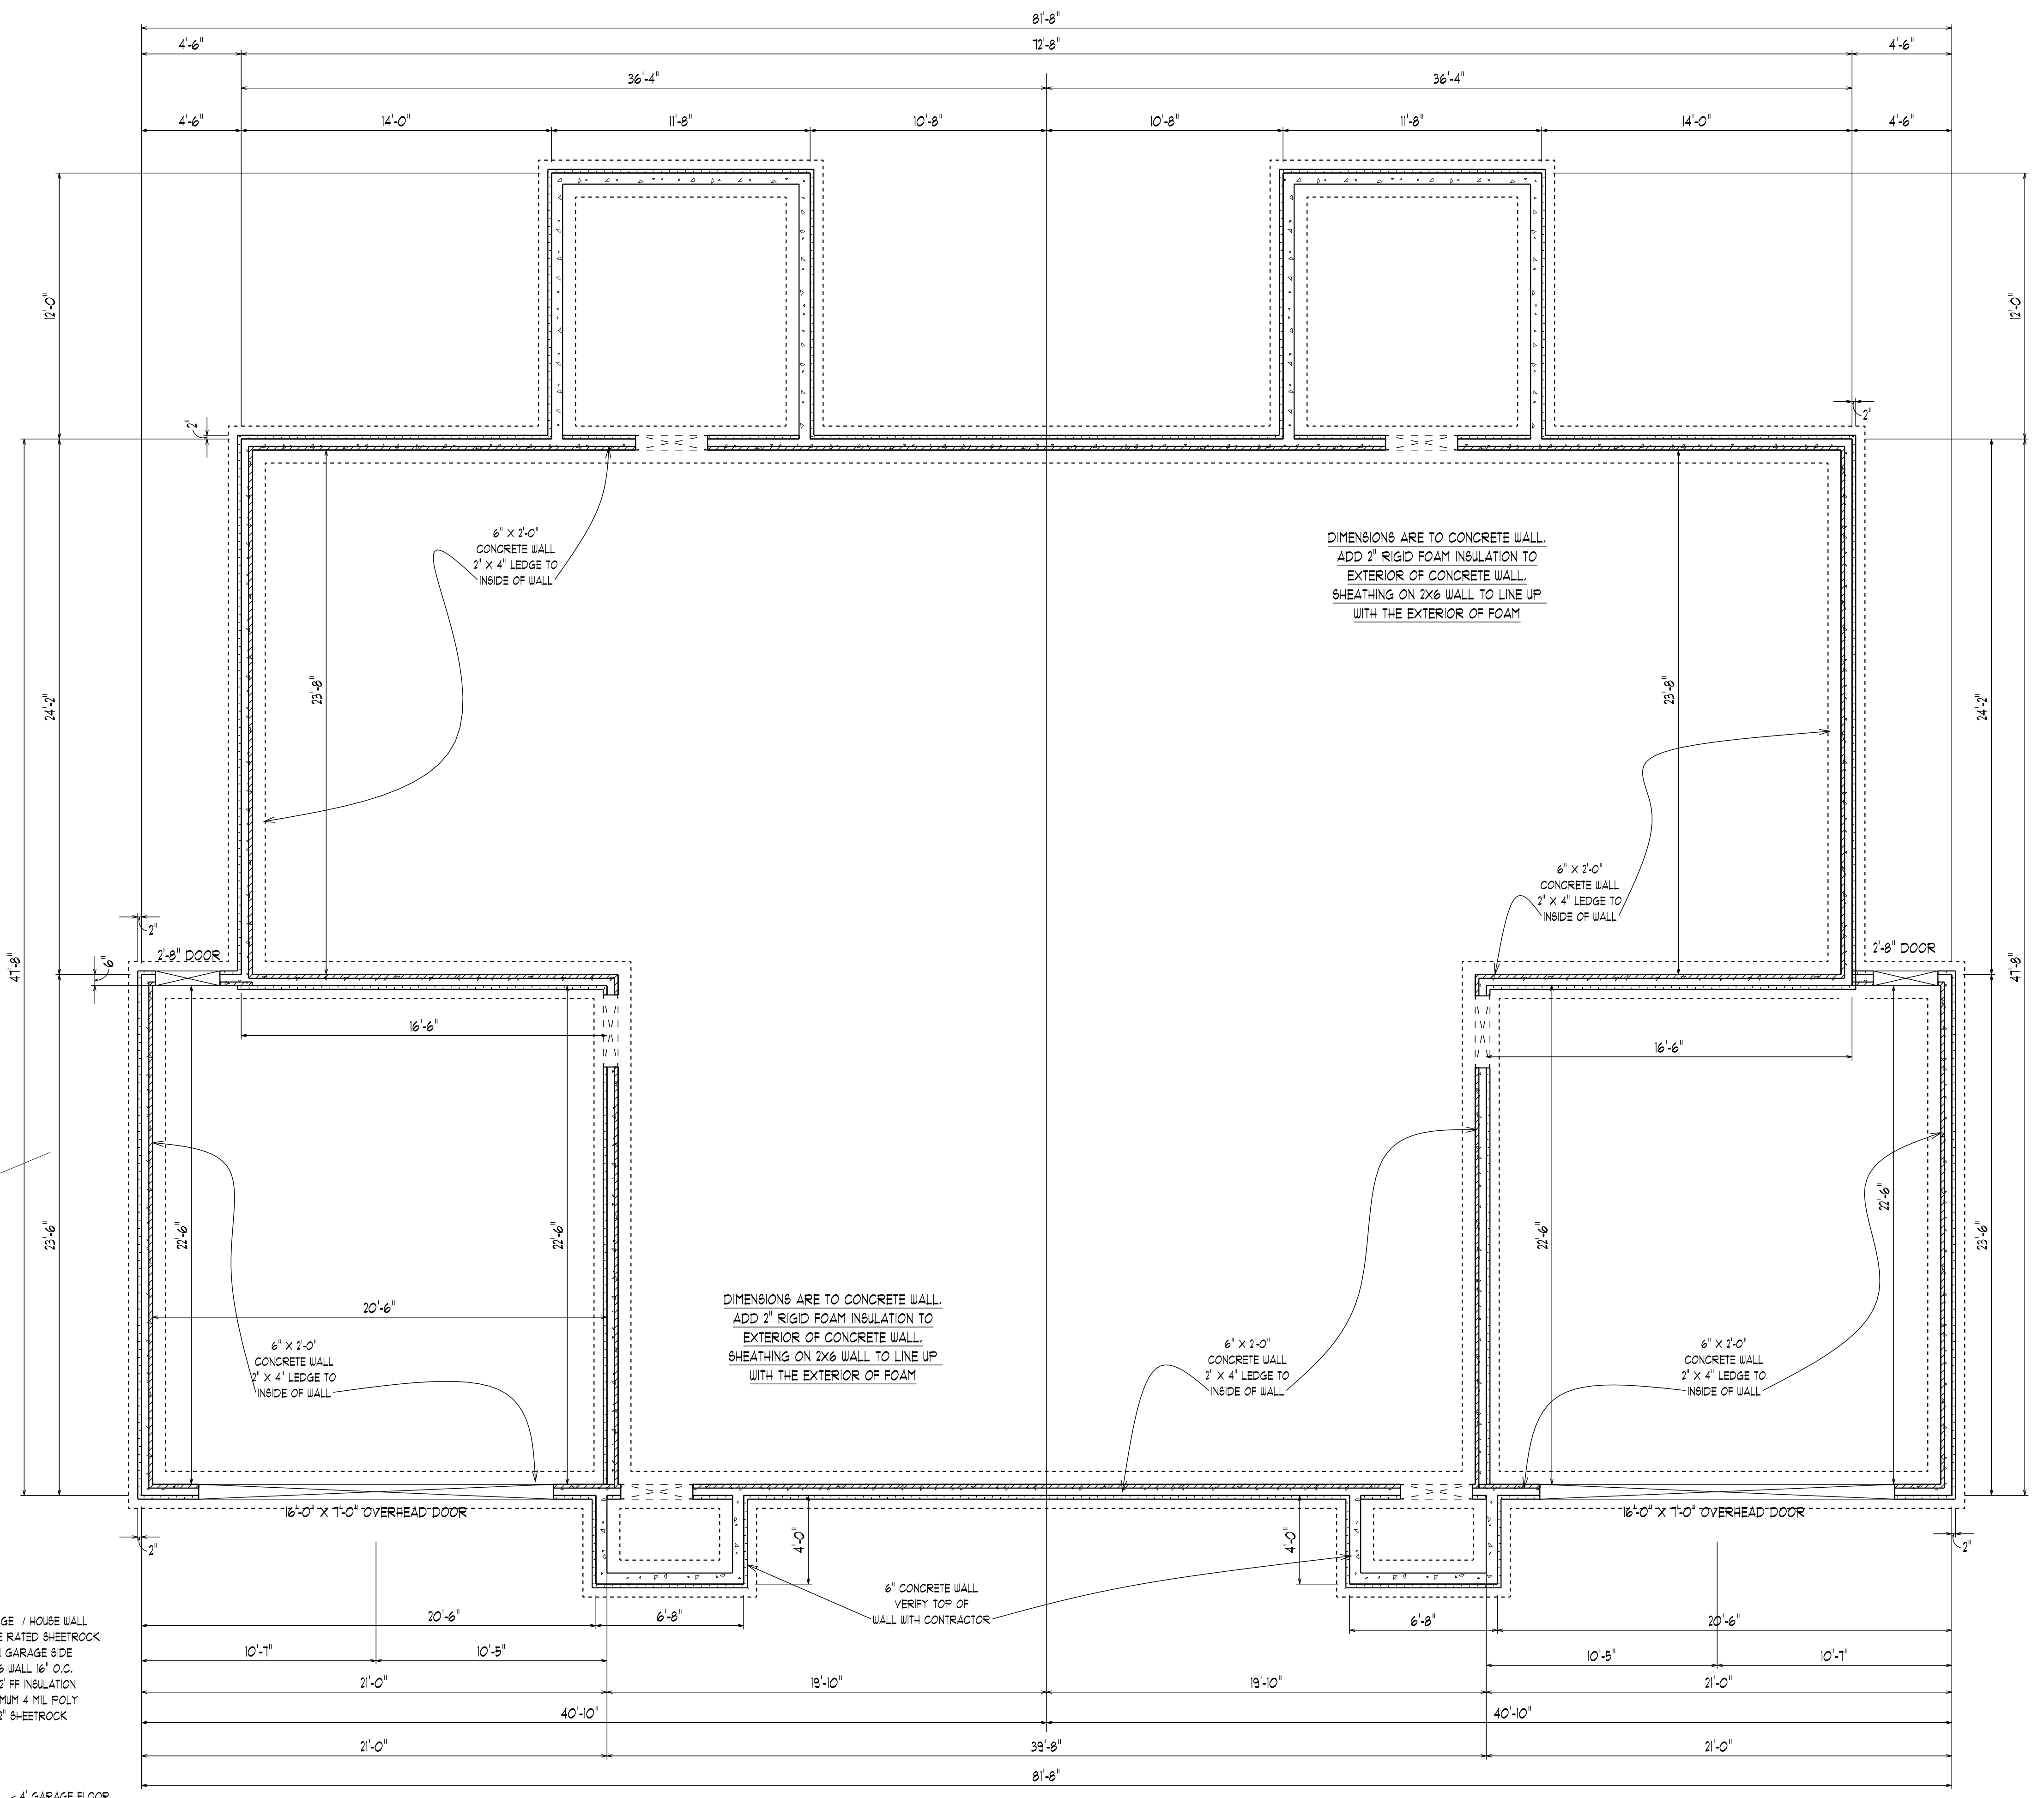 81'-8"
4'-6" 72'-8" 4'-6"
36'-4" 36'-4"
4'-6" 14'-0" 11'-8" 10'-8" 10'-8" 11'-8" 14'-0" 4'-6"
12'-0" 12'-0"
2" 2"
6" X 2'-0"
CONCRETE WALL
2" X 4" LEDGE TO
INSIDE OF WALL
DIMENSIONS ARE TO CONCRETE WALL.
ADD 2" RIGID FOAM INSULATION TO
EXTERIOR OF CONCRETE WALL.
SHEATHING ON 2X6 WALL TO LINE UP
WITH THE EXTERIOR OF FOAM
24'-2" 23'-8" 23'-8" 24'-2"
6" X 2'-0"
CONCRETE WALL
2" X 4" LEDGE TO
INSIDE OF WALL
2"
2'-8" DOOR 2'-8" DOOR
47'-8" 6" 47'-8"
16'-6" 16'-6"
23'-6" 22'-6" 22'-6" 22'-6" 22'-6" 23'-6"
20'-6"
DIMENSIONS ARE TO CONCRETE WALL.
ADD 2" RIGID FOAM INSULATION TO
EXTERIOR OF CONCRETE WALL.
SHEATHING ON 2X6 WALL TO LINE UP
WITH THE EXTERIOR OF FOAM
6" X 2'-0"
CONCRETE WALL
2" X 4" LEDGE TO
INSIDE OF WALL
6" X 2'-0"
CONCRETE WALL
2" X 4" LEDGE TO
INSIDE OF WALL
6" X 2'-0"
CONCRETE WALL
2" X 4" LEDGE TO
INSIDE OF WALL
16'-0" X 7'-0" OVERHEAD DOOR 16'-0" X 7'-0" OVERHEAD DOOR
2" 4'-0" 4'-0" 2"
6" CONCRETE WALL
VERIFY TOP OF
WALL WITH CONTRACTOR
20'-6" 6'-8" 6'-8" 20'-6"
10'-7" 10'-5" 10'-5" 10'-7"
21'-0" 19'-10" 19'-10" 21'-0"
40'-10" 40'-10"
21'-0" 39'-8" 21'-0"
81'-8"
/ HOUSE WALL
RATED SHEETROCK
GARAGE SIDE
WALL 16" O.C.
FF INSULATION
4 MIL POLY
SHEETROCK
4' GARAGE FLOOR